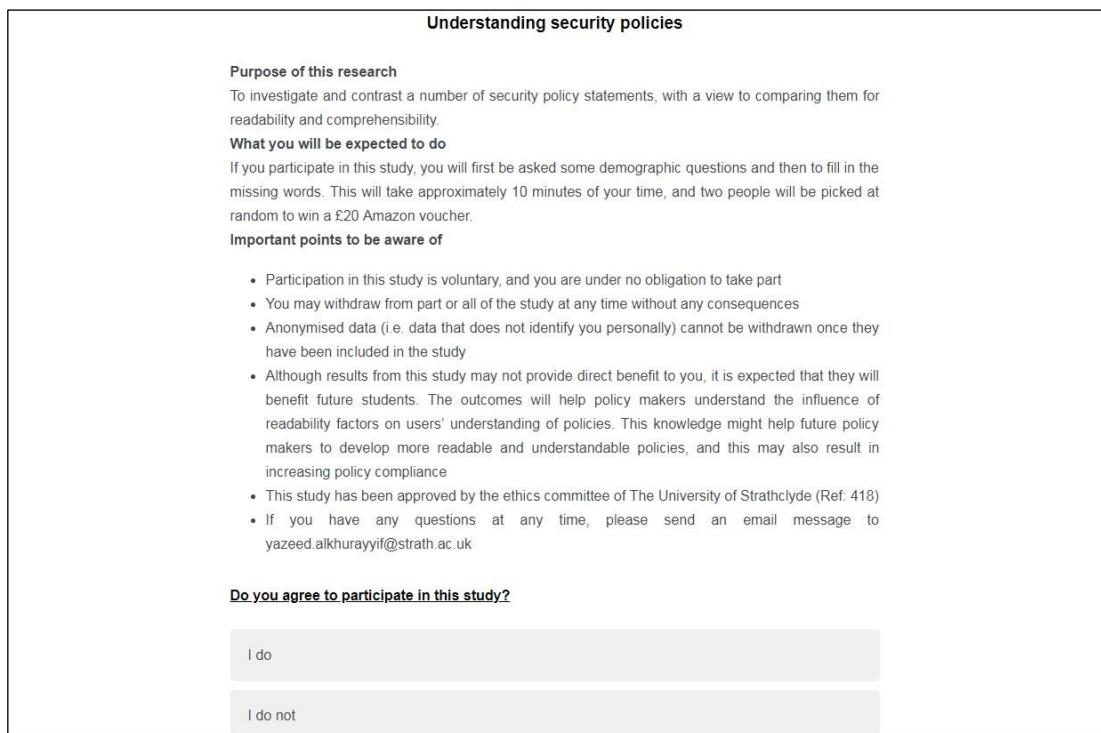 Understanding security policies
Purpose of this research
To investigate and contrast a number of security policy statements, with a view to comparing them for
readability and comprehensibility.
What you will be expected to do
If you participate in this study, you will first be asked some demographic questions and then to fill in the
missing words. This will take approximately 10 minutes of your time, and two people will be picked at
random to win a £20 Amazon voucher.
Important points to be aware of
• Participation in this study is voluntary, and you are under no obligation to take part
• You may withdraw from part or all of the study at any time without any consequences
• Anonymised data (i.e. data that does not identify you personally) cannot be withdrawn once they
have been included in the study
• Although results from this study may not provide direct benefit to you, it is expected that they will
benefit future students. The outcomes will help policy makers understand the influence of
readability factors on users' understanding of policies. This knowledge might help future policy
makers to develop more readable and understandable policies, and this may also result in
increasing policy compliance
• This study has been approved by the ethics committee of The University of Strathclyde (Ref: 418)
• If you have any questions at any time, please send an email message to
yazeed.alkhurayyif@strath.ac.uk
Do you agree to participate in this study?
I do
I do not